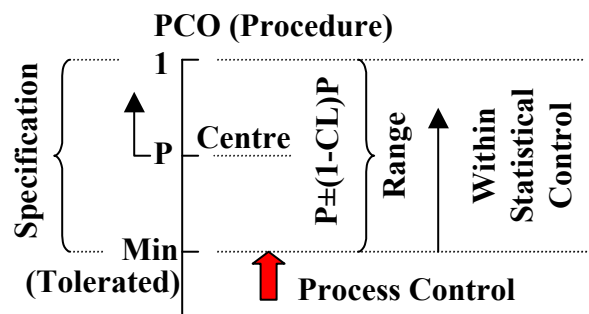 PCO (Procedure)
Specification
1
P
Centre
Min
(Tolerated)
P±(1-CL)P
Range
Within
Statistical
Control
Process Control